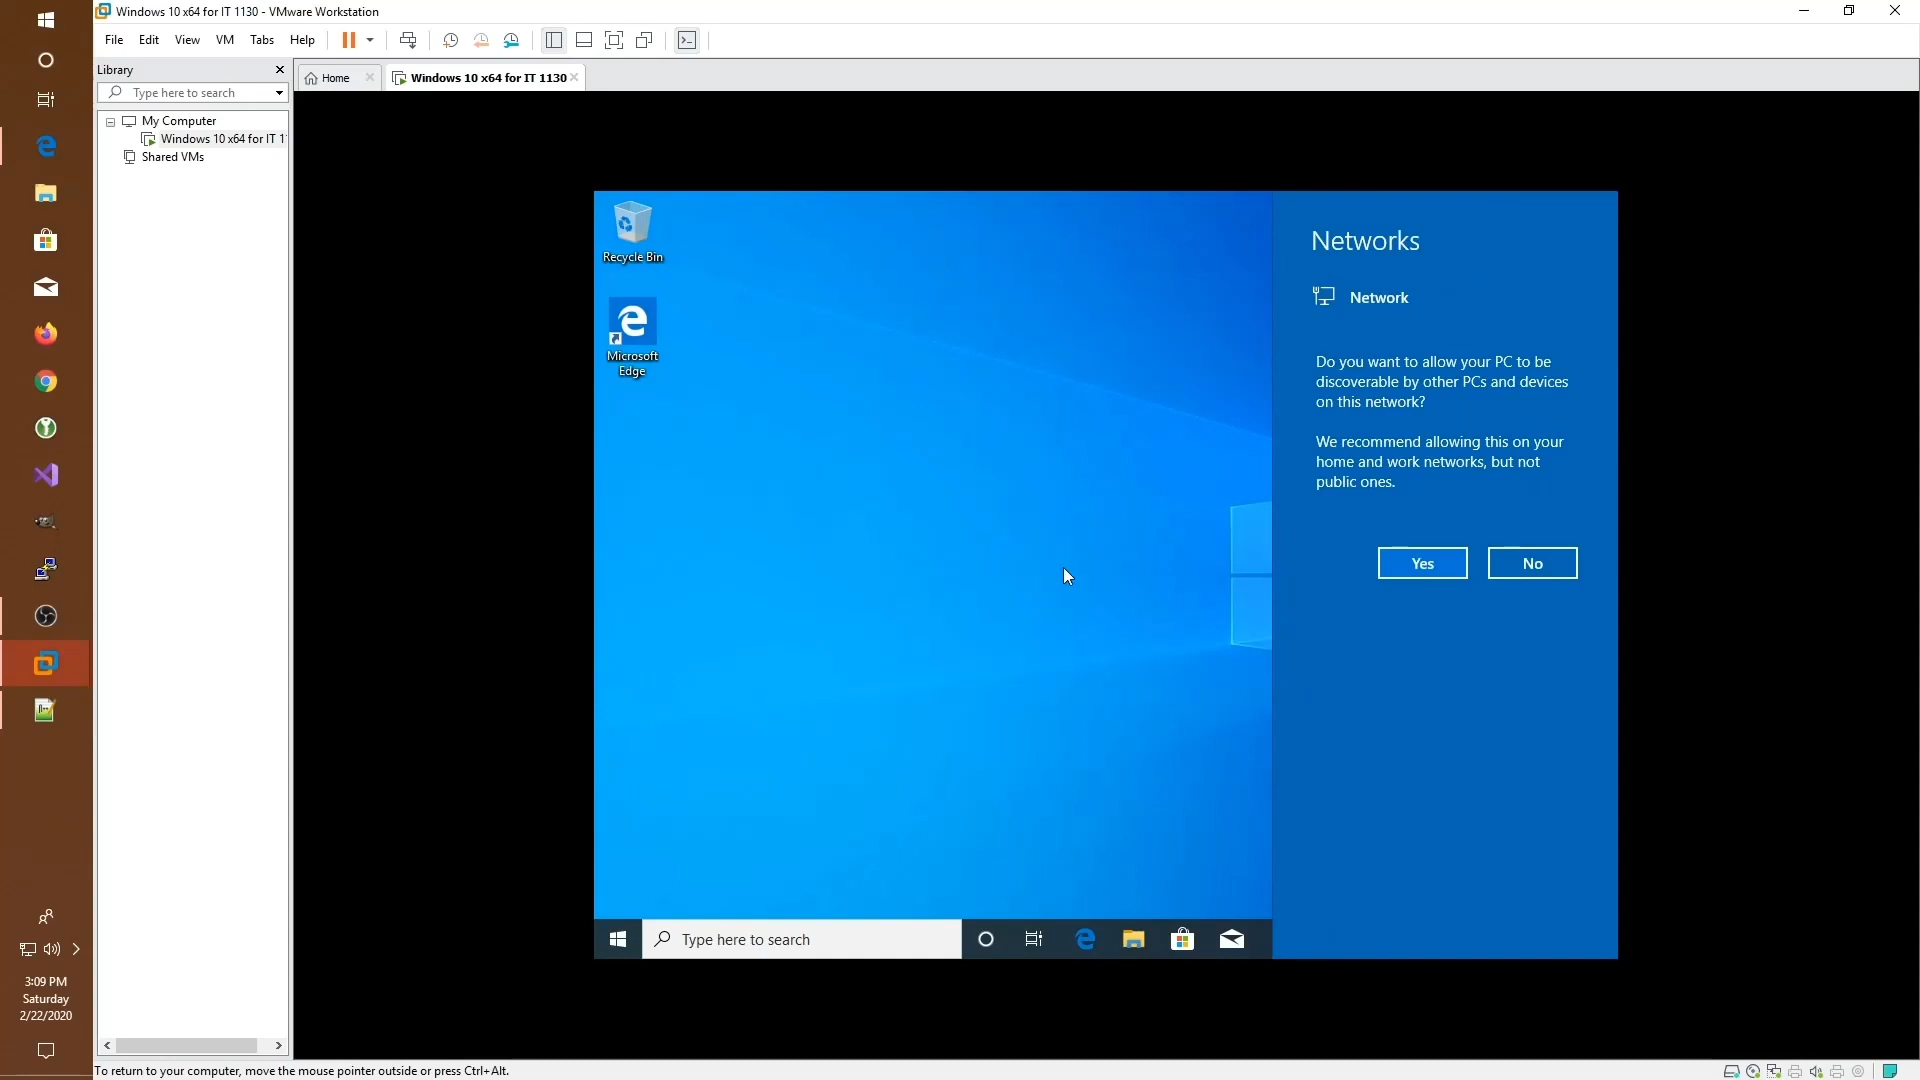 Windows 10 x64 for IT 1130 - VMware Workstation
File Edit View VM Tabs Help
Library
Type here to search
My Computer
Windows 10 x64 for IT 1
Shared VMs
Home
Windows 10 x64 for IT 1130
Recycle Bin
Microsoft
Edge
Networks
Network
Do you want to allow your PC to be
discoverable by other PCs and devices
on this network?
We recommend allowing this on your
home and work networks, but not
public ones.
Yes No
Type here to search
3:09 PM
Saturday
2/22/2020
To return to your computer, move the mouse pointer outside or press Ctrl+Alt.